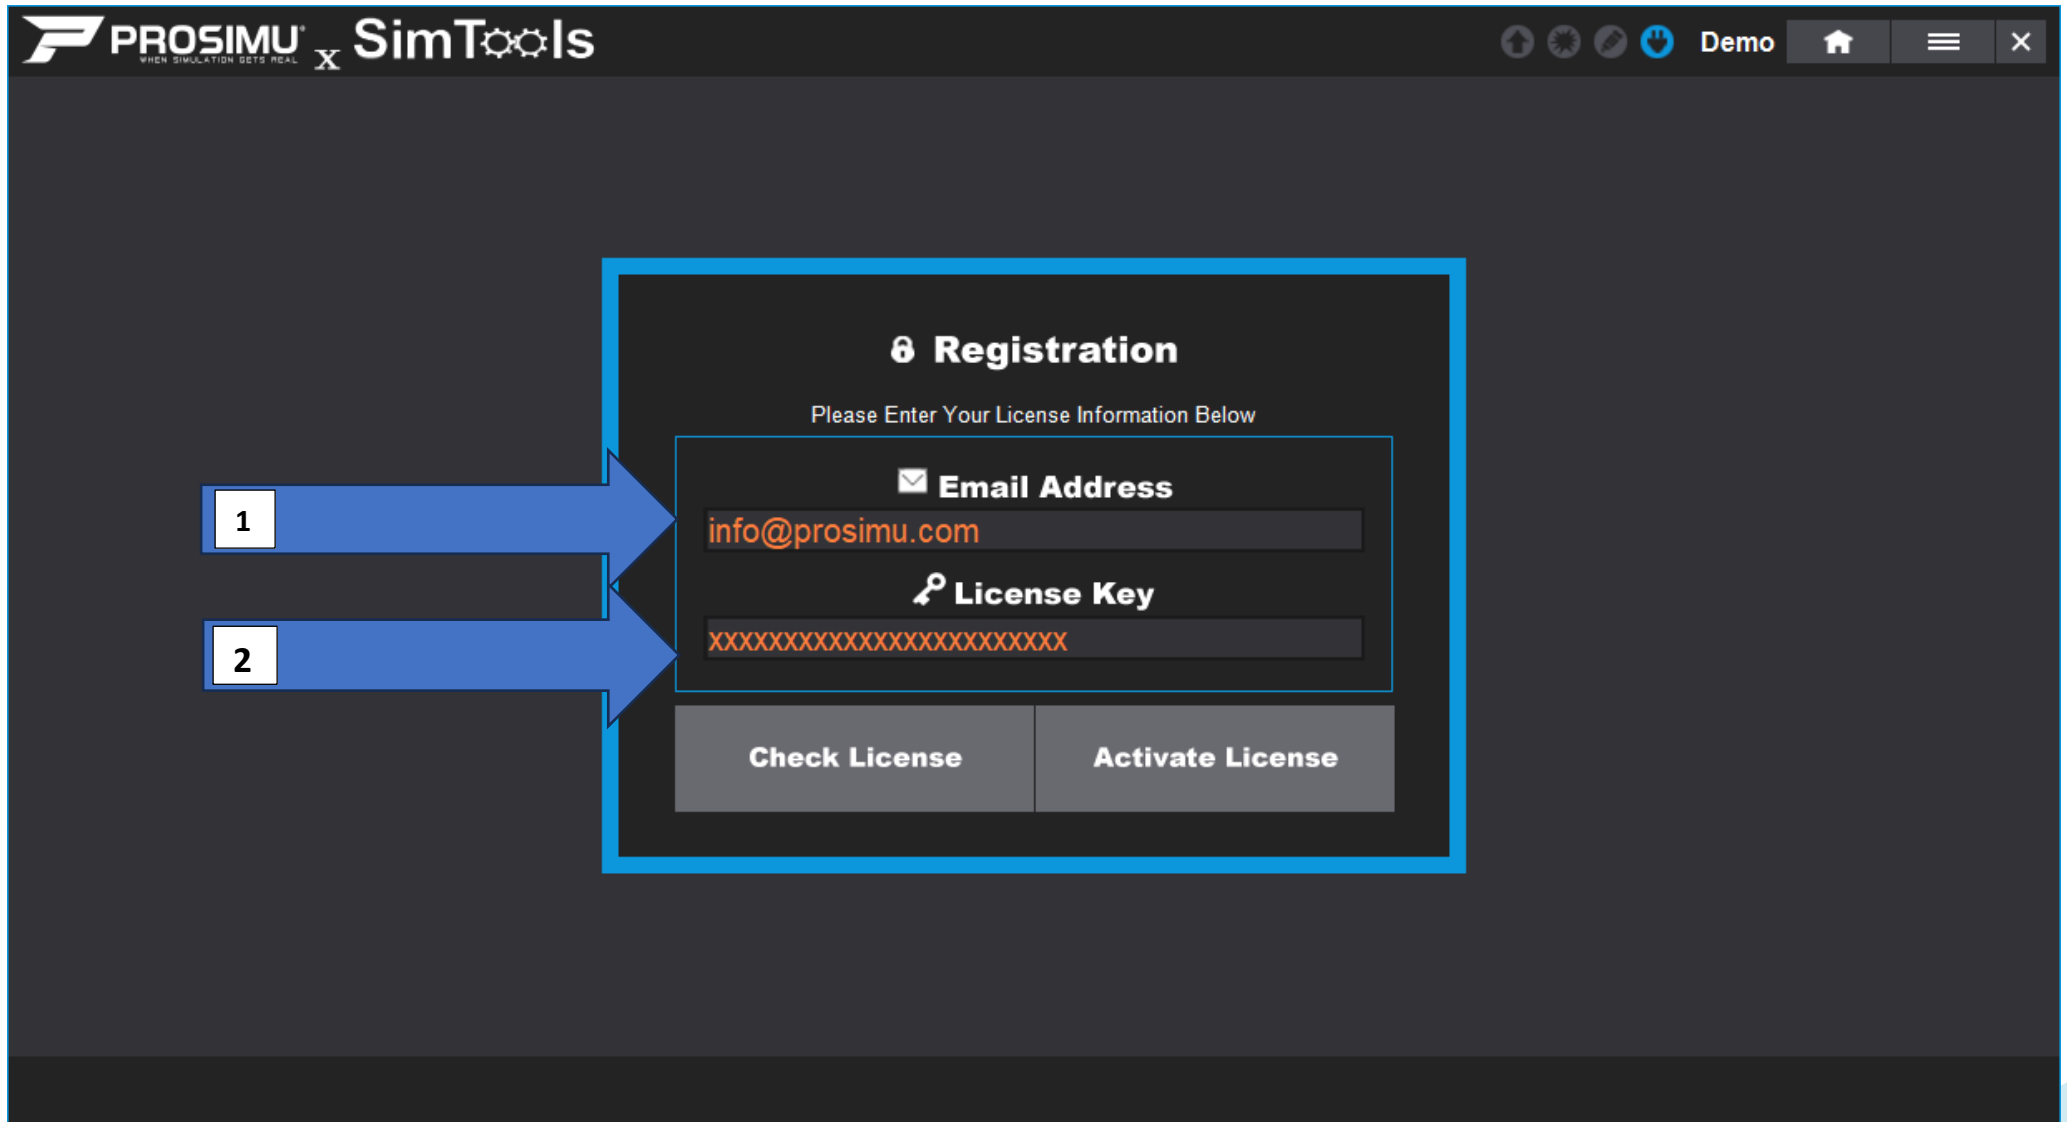 PROSIMU x SimTools
WHEN SIMULATION GETS REAL
Demo
Registration
Please Enter Your License Information Below
Email Address
1
info@prosimu.com
License Key
2
xxxxxxxxxxxxxxxxxxxxxxxx
Check License
Activate License